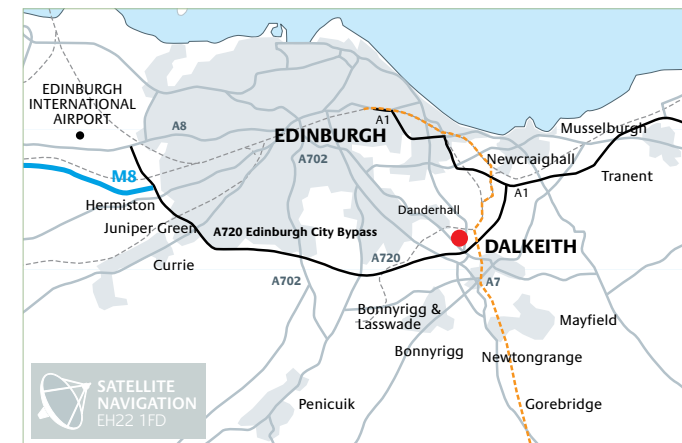 EDINBURGH
INTERNATIONAL
AIRPORT
A8
A1
EDINBURGH
Musselburgh
A702
Newcraighall
M8
Tranent
A1
Hermiston
Danderhall
Juniper Green
A720 Edinburgh City Bypass
DALKEITH
Currie
A720
A702
A7
Bonnyrigg &
Lasswade
Mayfield
Bonnyrigg
Newtongrange
SATELLITE
NAVIGATION
EH22 1FD
Penicuik
Gorebridge